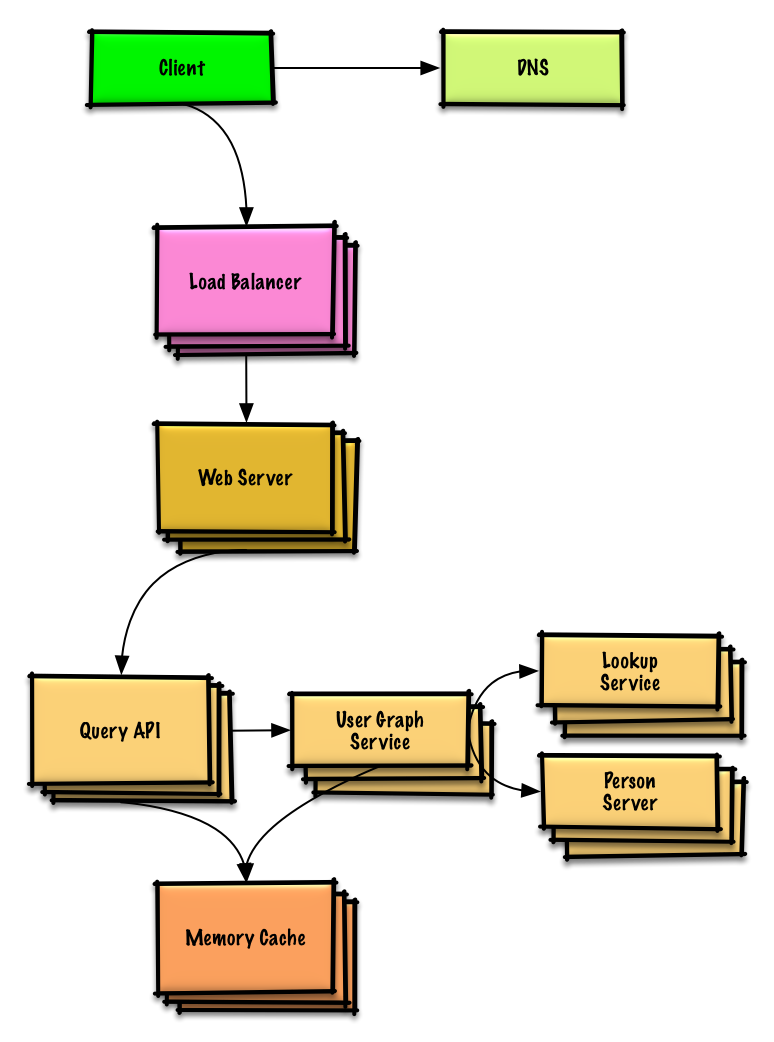 Client
DNS
Load Balancer
Web Server
Query API
User Graph
Service
Lookup
Service
Person
Server
Memory Cache